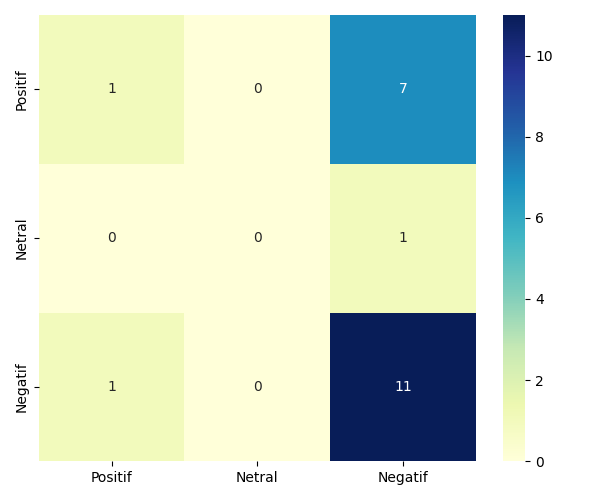 Positif 1 0 7
Netral 0 0 1
Negatif 1 0 11
Positif Netral Negatif
10
8
6
4
2
0